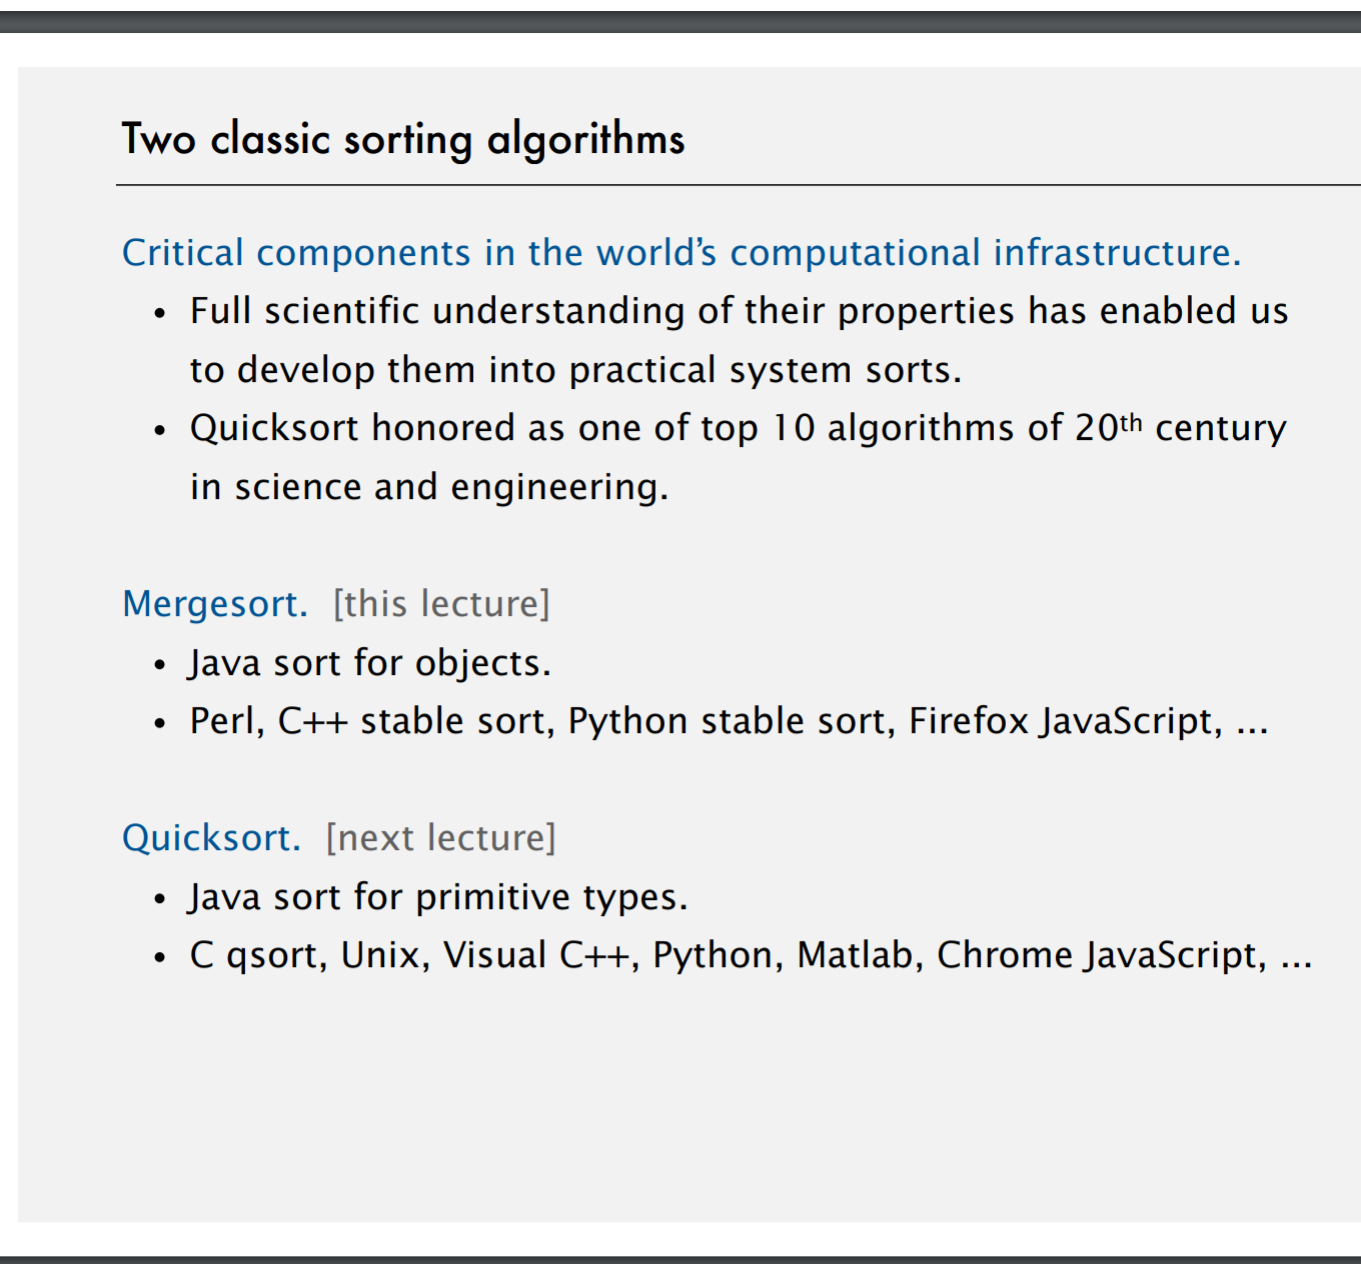 Two classic sorting algorithms
Critical components in the world’s computational infrastructure.
• Full scientific understanding of their properties has enabled us
to develop them into practical system sorts.
• Quicksort honored as one of top 10 algorithms of 20th century
in science and engineering.
Mergesort. [this lecture]
• Java sort for objects.
• Perl, C++ stable sort, Python stable sort, Firefox JavaScript, ...
Quicksort. [next lecture]
• Java sort for primitive types.
• C qsort, Unix, Visual C++, Python, Matlab, Chrome JavaScript, ...